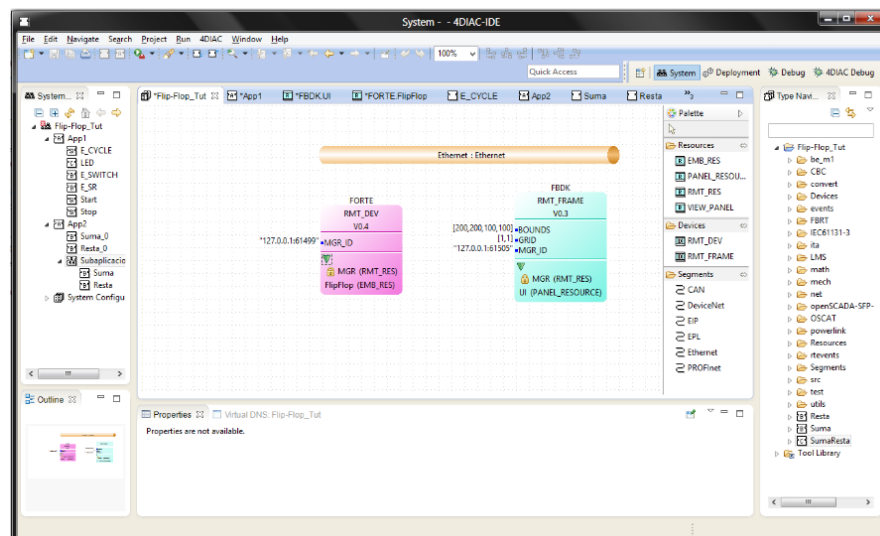 System - - 4DIAC-IDE
File Edit Navigate Search Project Run 4DIAC Window Help
100%
Quick Access
System Deployment Debug 4DIAC Debug
System...
Flip-Flop_Tut
App1
E_CYCLE
LED
E_SWITCH
E_SR
Start
Stop
App2
Suma_0
Resta_0
Subaplicacio
Suma
Resta
System Configu
Outline
*Flip-Flop_Tut *App1 *FBDK.UI *FORTE.FlipFlop E_CYCLE App2 Suma Resta »3
Ethernet : Ethernet
FORTE
RMT_DEV
V0.4
"127.0.0.1:61499" MGR_ID
MGR (RMT_RES)
FlipFlop (EMB_RES)
FBDK
RMT_FRAME
V0.3
[200,200,100,100] BOUNDS
[1,1] GRID
"127.0.0.1:61505" MGR_ID
MGR (RMT_RES)
UI (PANEL_RESOURCE)
Palette
Resources
EMB_RES
PANEL_RESOU...
RMT_RES
VIEW_PANEL
Devices
RMT_DEV
RMT_FRAME
Segments
CAN
DeviceNet
EIP
EPL
Ethernet
PROFInet
Properties Virtual DNS: Flip-Flop_Tut
Properties are not available.
Type Navi...
Flip-Flop_Tut
be_m1
CBC
convert
Devices
events
FBRT
IEC61131-3
ita
LMS
math
mech
net
openSCADA-SFP-
OSCAT
powerlink
Resources
rtevents
Segments
src
test
utils
Resta
Suma
SumaResta
Tool Library